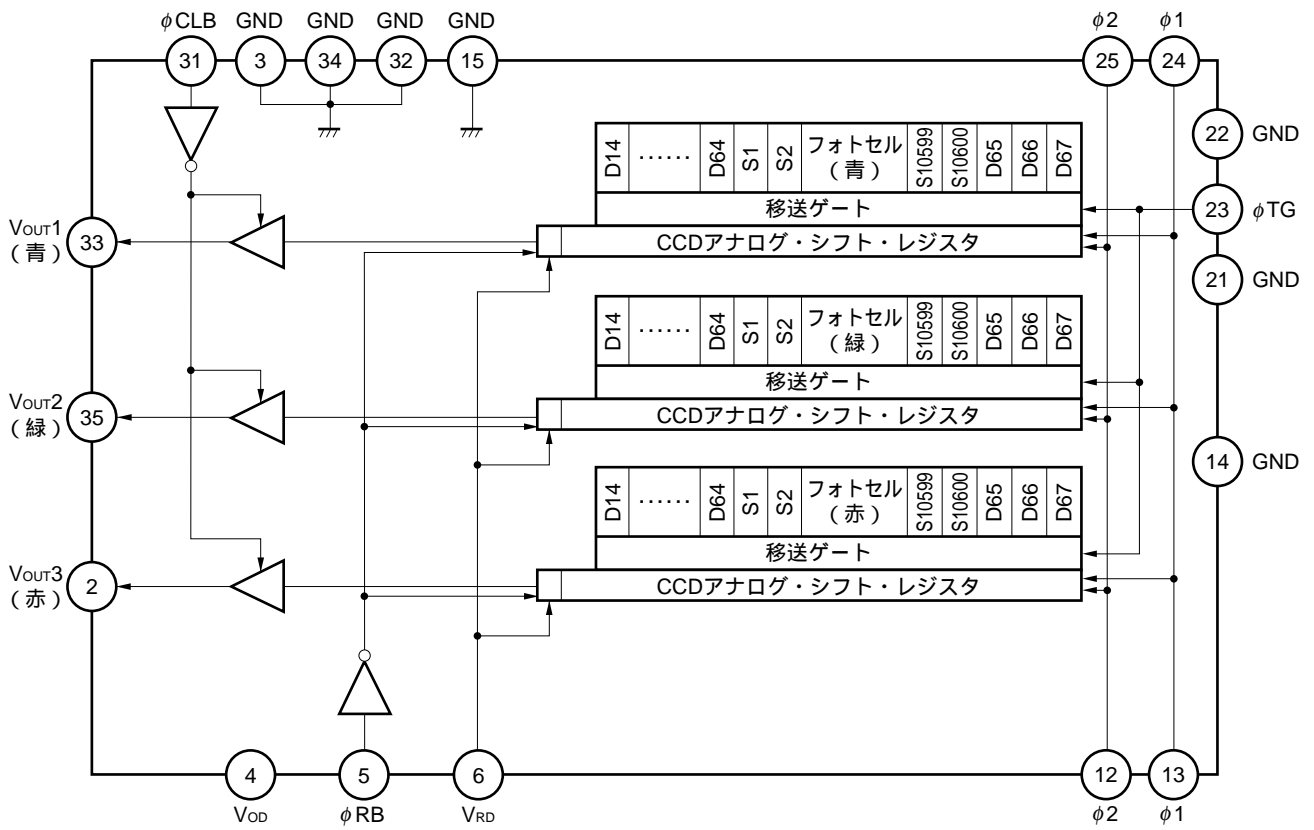 φCLB GND GND GND GND φ2 φ1
31 3 34 32 15 25 24
22 GND
D14 …… D64 S1 S2 フォトセル（青） S10599 S10600 D65 D66 D67
移送ゲート
23 φTG
CCDアナログ・シフト・レジスタ
VOUT1
（青）
33
21 GND
D14 …… D64 S1 S2 フォトセル（緑） S10599 S10600 D65 D66 D67
移送ゲート
CCDアナログ・シフト・レジスタ
VOUT2
（緑）
35
14 GND
D14 …… D64 S1 S2 フォトセル（赤） S10599 S10600 D65 D66 D67
移送ゲート
CCDアナログ・シフト・レジスタ
VOUT3
（赤）
2
4 5 6 12 13
VOD φRB VRD φ2 φ1